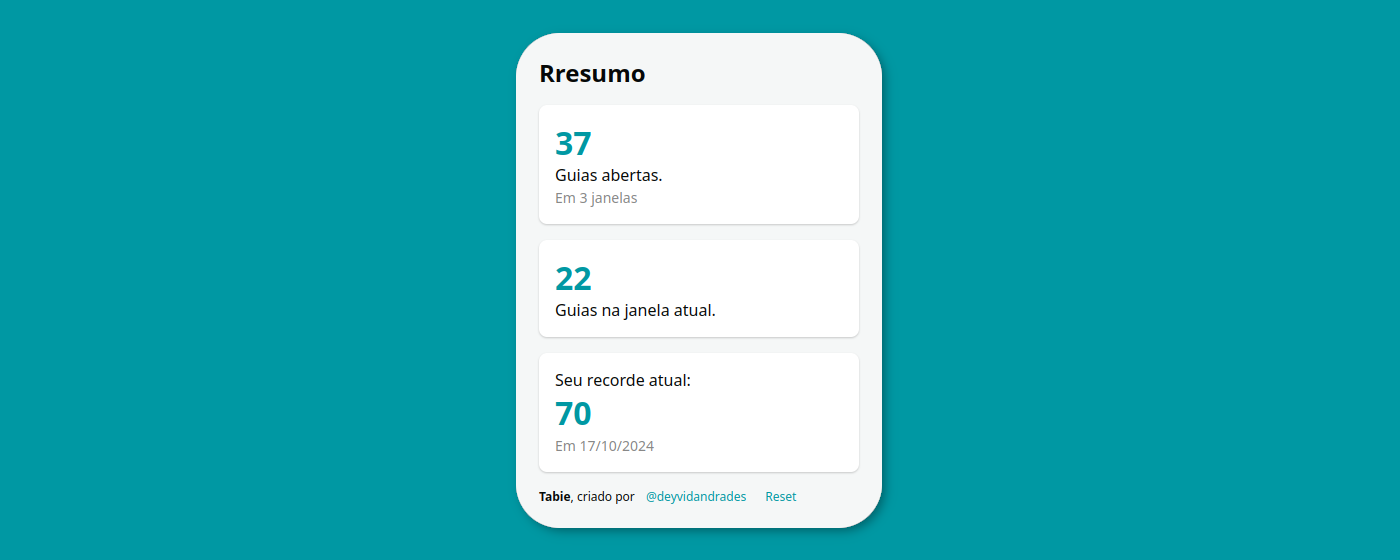 Rresumo
37
Guias abertas.
Em 3 janelas
22
Guias na janela atual.
Seu recorde atual:
70
Em 17/10/2024
Tabie, criado por @deyvidandrades Reset